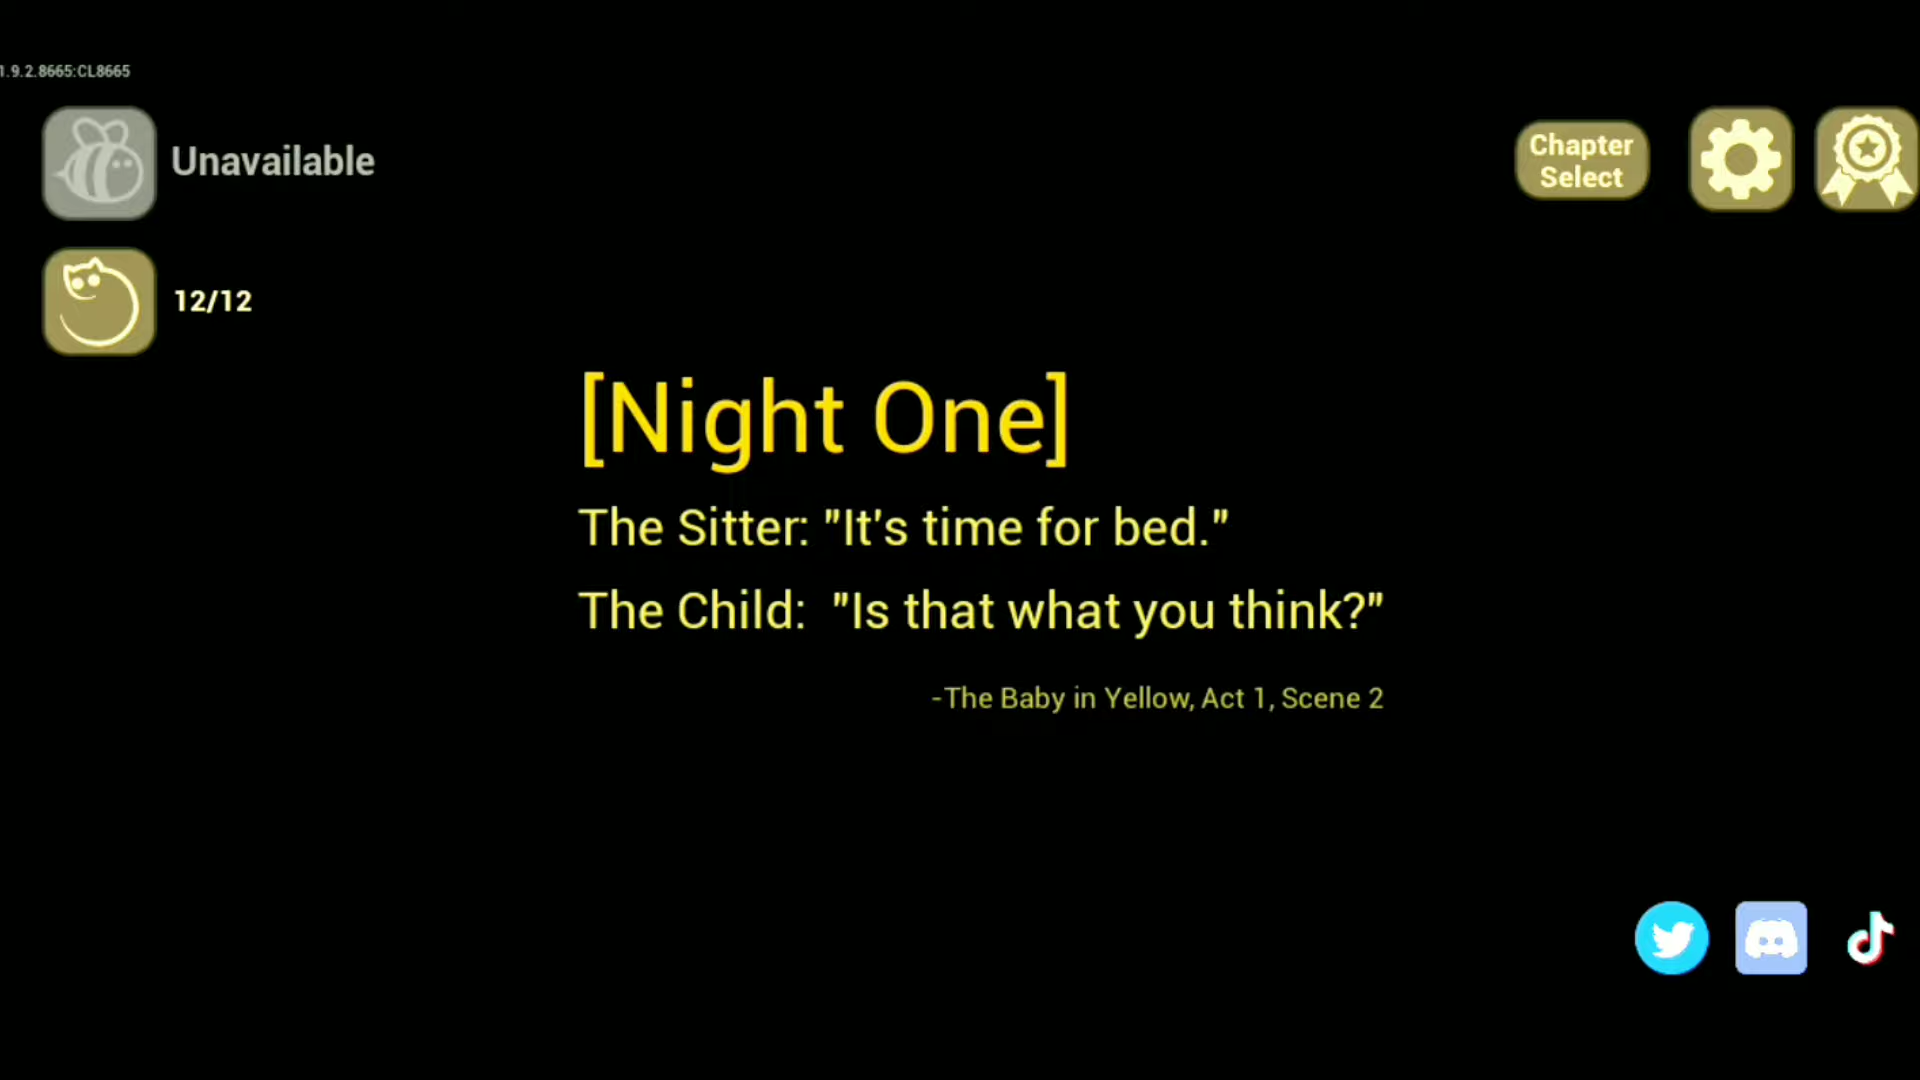 1.9.2.8665:CL8665
Unavailable
Chapter
Select
12/12
[Night One]
The Sitter: "It's time for bed."
The Child:  "Is that what you think?"
-The Baby in Yellow, Act 1, Scene 2